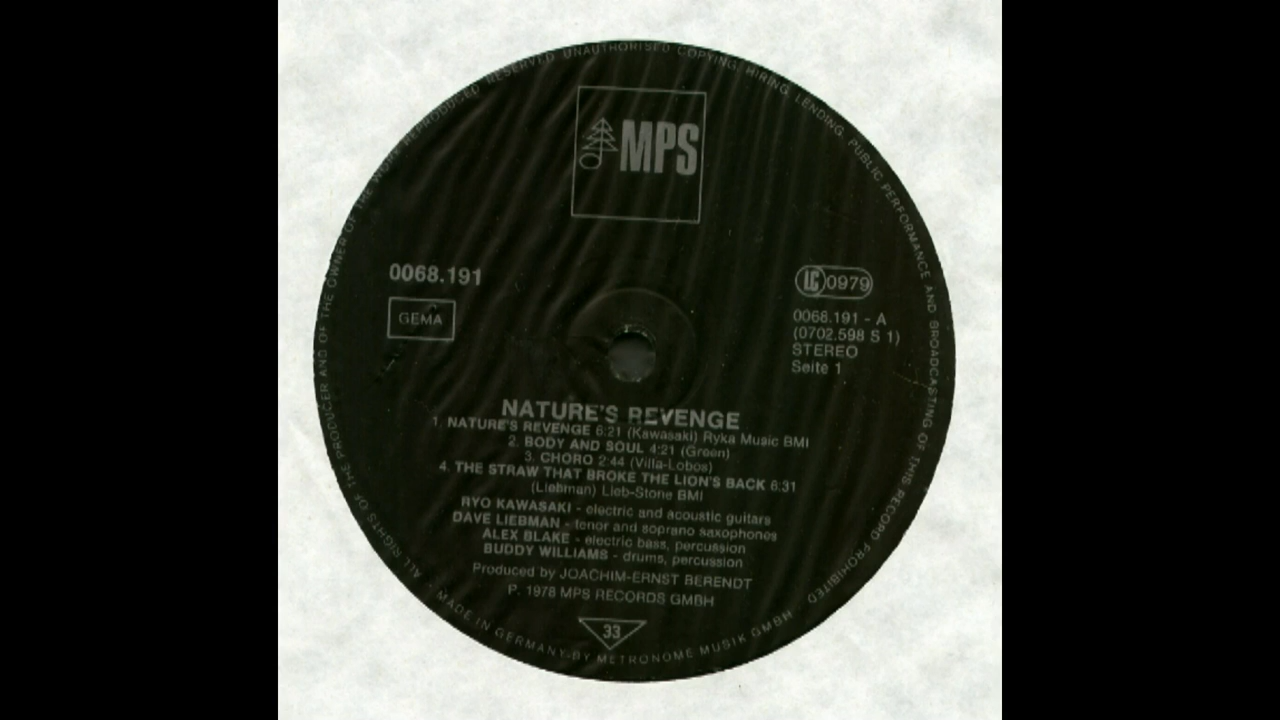 ALL RIGHTS OF THE PRODUCER AND OF THE OWNER OF THE WORK REPRODUCED RESERVED UNAUTHORISED COPYING, HIRING, LENDING, PUBLIC PERFORMANCE AND BROADCASTING OF THIS RECORD PROHIBITED
MPS
0068.191
GEMA
LC 0979
0068.191 - A
(0702.598 S 1)
STEREO
Seite 1
NATURE'S REVENGE
1. NATURE'S REVENGE 6:21 (Kawasaki) Ryka Music BMI
2. BODY AND SOUL 4:21 (Green)
3. CHORO 2:44 (Villa-Lobos)
4. THE STRAW THAT BROKE THE LION'S BACK 6:31
(Liebman) Lieb-Stone BMI
RYO KAWASAKI - electric and acoustic guitars
DAVE LIEBMAN - tenor and soprano saxophones
ALEX BLAKE - electric bass, percussion
BUDDY WILLIAMS - drums, percussion
Produced by JOACHIM-ERNST BERENDT
P. 1978 MPS RECORDS GMBH
33
MADE IN GERMANY-BY METRONOME MUSIK GMBH